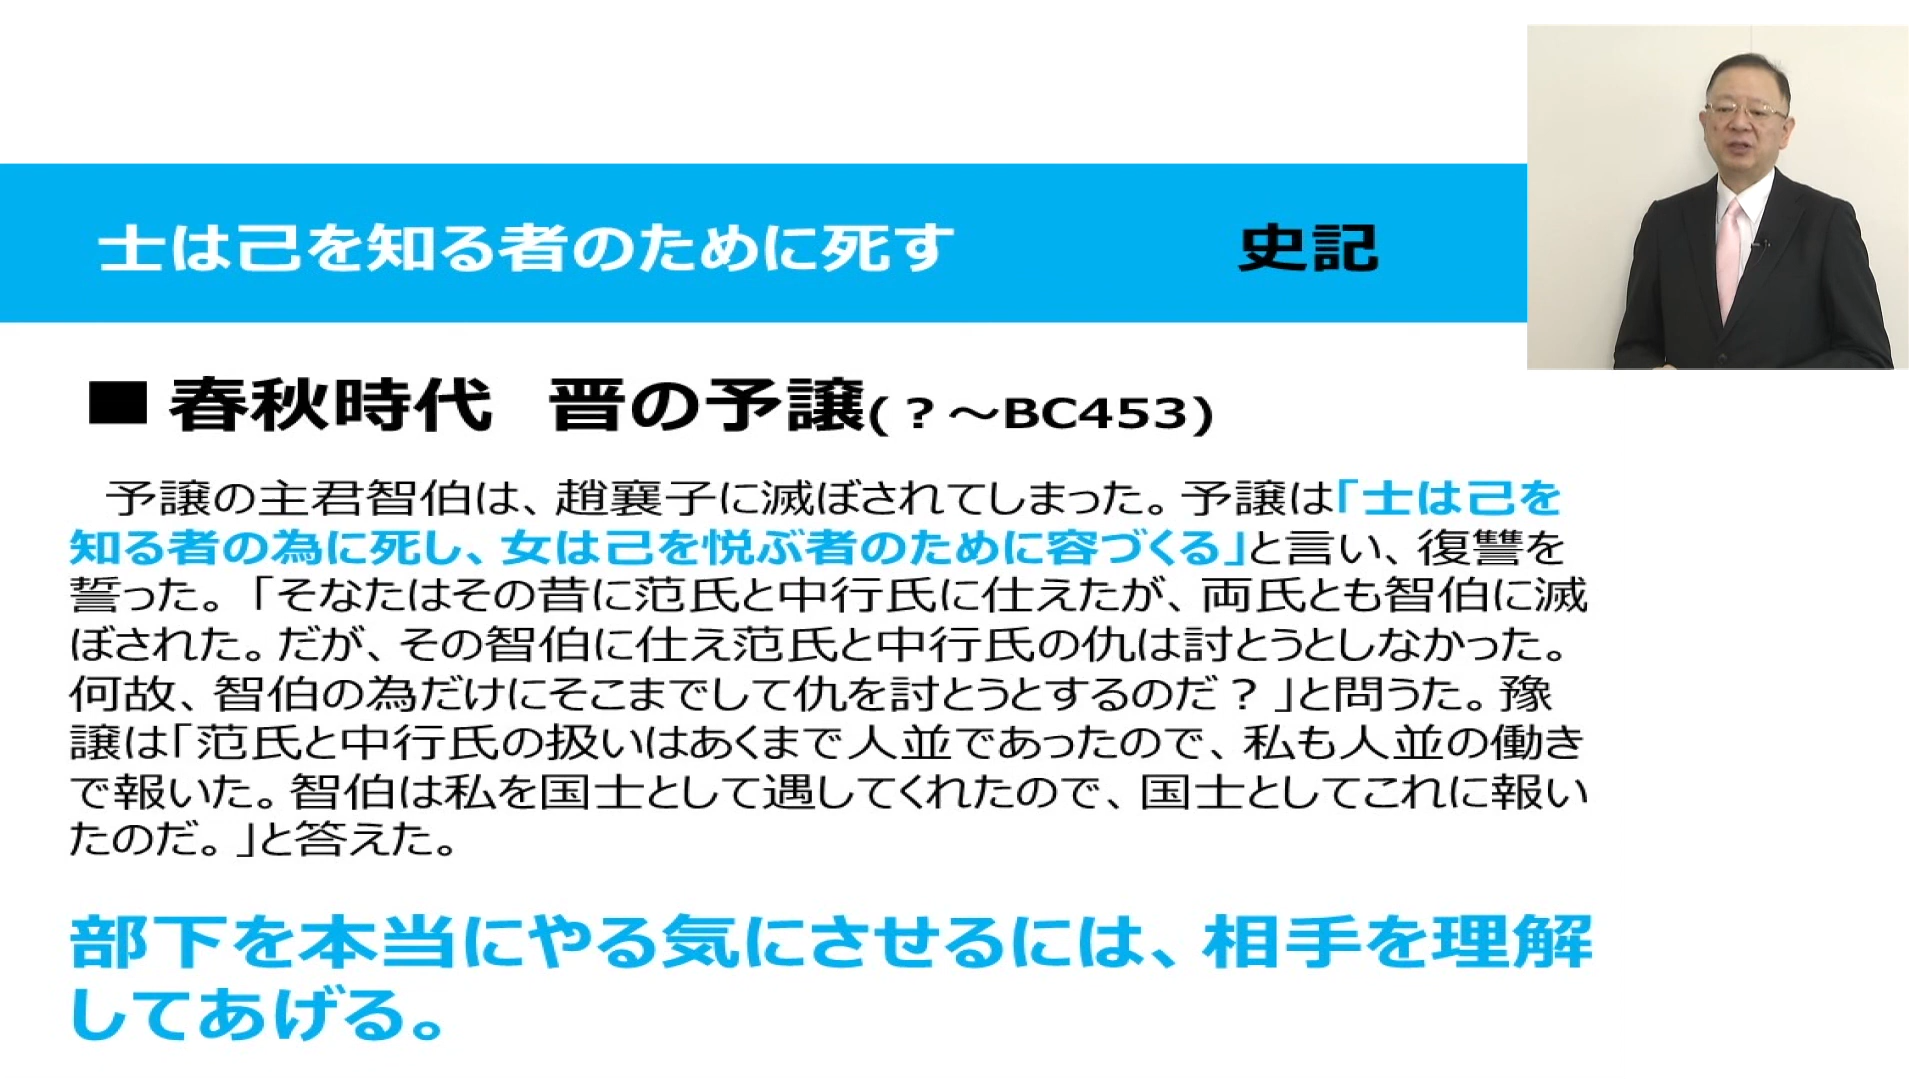 士は己を知る者のために死す　史記
■ 春秋時代　晋の予譲(？～BC453)
予譲の主君智伯は、趙襄子に滅ぼされてしまった。予譲は「士は己を
知る者の為に死し、女は己を悦ぶ者のために容づくる」と言い、復讐を
誓った。「そなたはその昔に范氏と中行氏に仕えたが、両氏とも智伯に滅
ぼされた。だが、その智伯に仕え范氏と中行氏の仇は討とうとしなかった。
何故、智伯の為だけにそこまでして仇を討とうとするのだ？」と問うた。豫
譲は「范氏と中行氏の扱いはあくまで人並であったので、私も人並の働き
で報いた。智伯は私を国士として遇してくれたので、国士としてこれに報い
たのだ。」と答えた。
部下を本当にやる気にさせるには、相手を理解
してあげる。